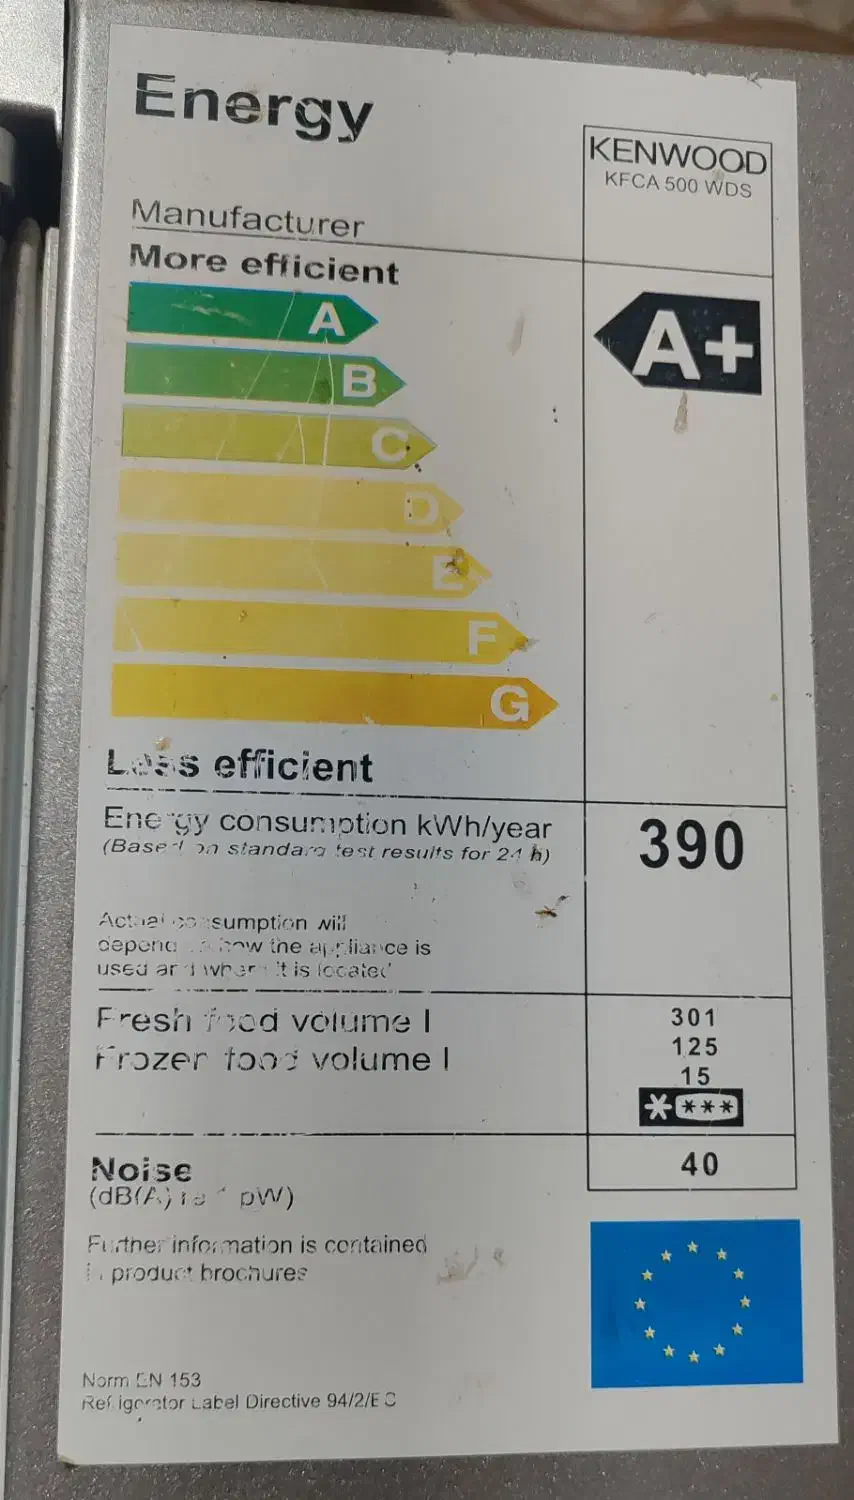 Energy
KENWOOD
KFCA 500 WDS
Manufacturer
More efficient
A
A+
B
C
D
E
F
G
Less efficient
Energy consumption kWh/year
390
(Based on standard test results for 24 h)
Actual consumption will
depend on how the appliance is
used and where it is located
Fresh food volume l
301
Frozen food volume l
125
15
****
Noise
40
(dB(A) re 1 pW)
Further information is contained
in product brochures
Norm EN 153
Refrigerator Label Directive 94/2/EC